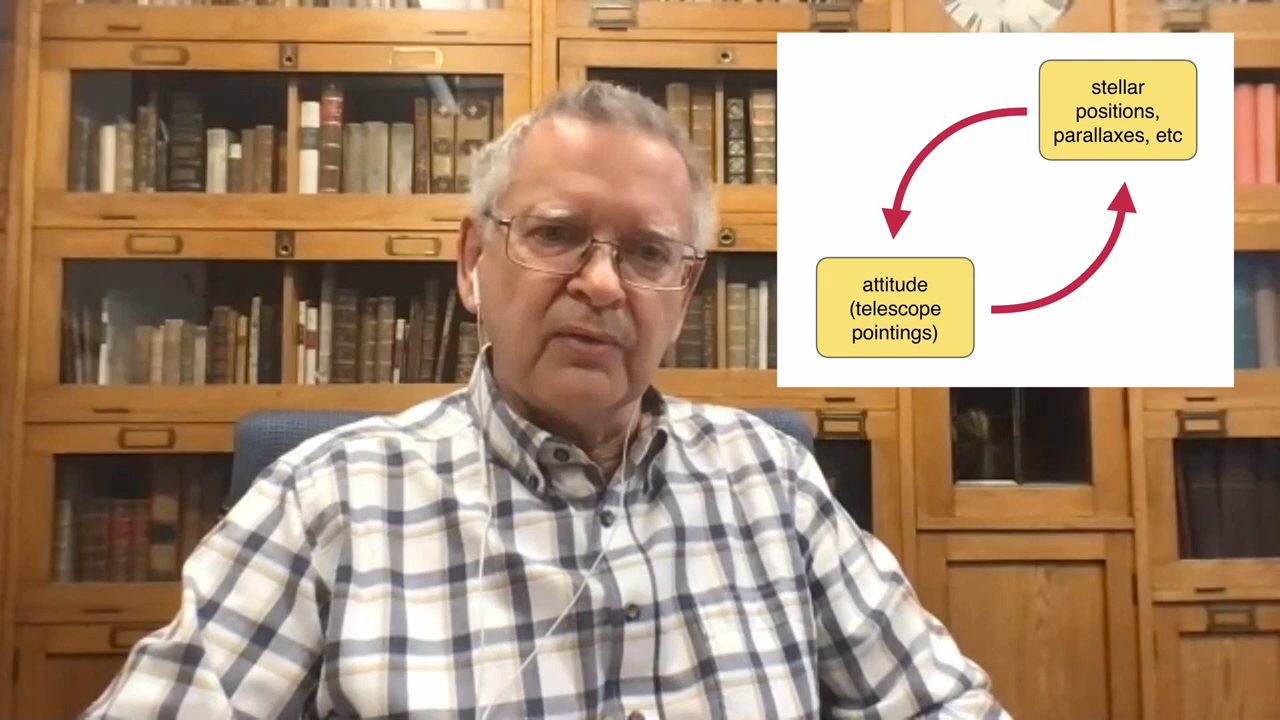 stellar
positions,
parallaxes, etc
attitude
(telescope
pointings)